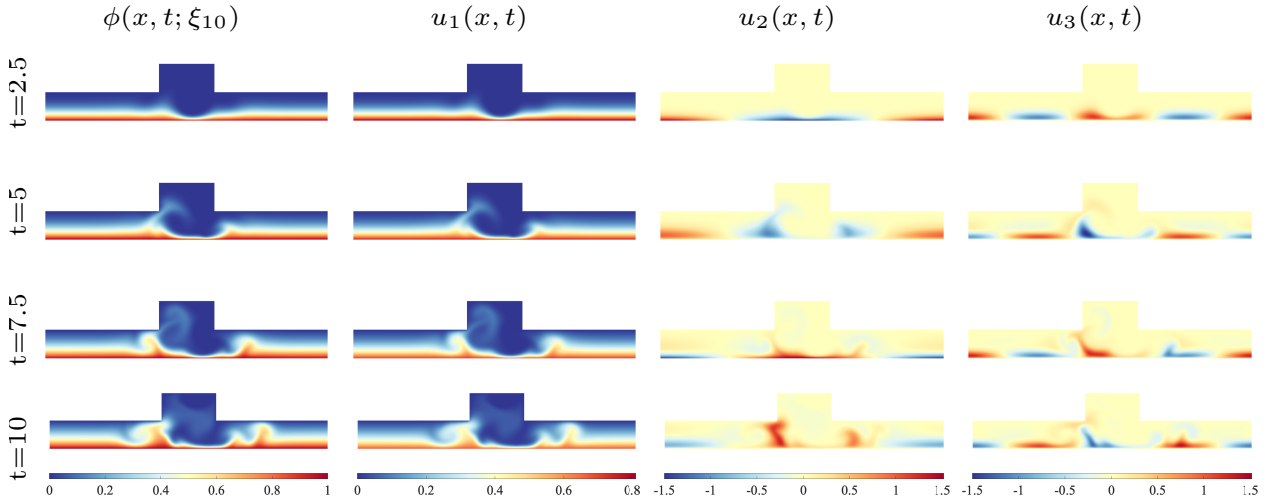 ϕ(x, t; ξ₁₀) u₁(x, t) u₂(x, t) u₃(x, t)
t=2.5
t=5
t=7.5
t=10
0 0.2 0.4 0.6 0.8 1 0 0.2 0.4 0.6 0.8 -1.5 -1 -0.5 0 0.5 1 1.5 -1.5 -1 -0.5 0 0.5 1 1.5